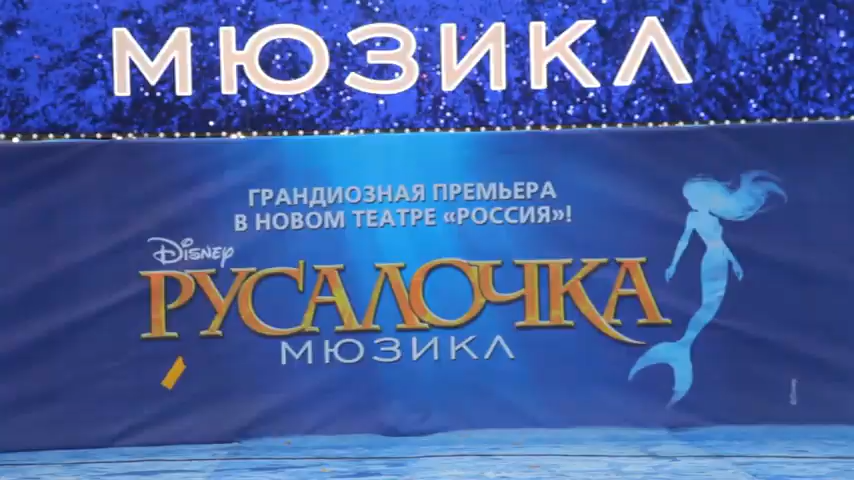 МЮЗИКЛ
ГРАНДИОЗНАЯ ПРЕМЬЕРА
В НОВОМ ТЕАТРЕ «РОССИЯ»!
Disney
РУСАЛОЧКА
МЮЗИКЛ